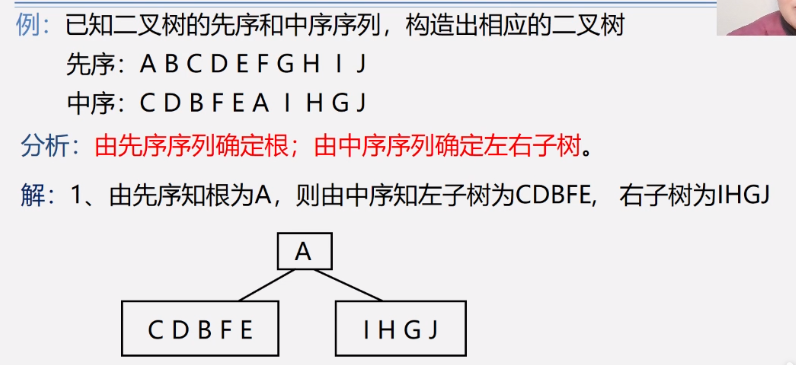 例：已知二叉树的先序和中序序列，构造出相应的二叉树
先序：A B C D E F G H I J
中序：C D B F E A I H G J
分析：由先序序列确定根；由中序序列确定左右子树。
解：1、由先序知根为A，则由中序知左子树为CDBFE, 右子树为IHGJ
A
C D B F E
I H G J